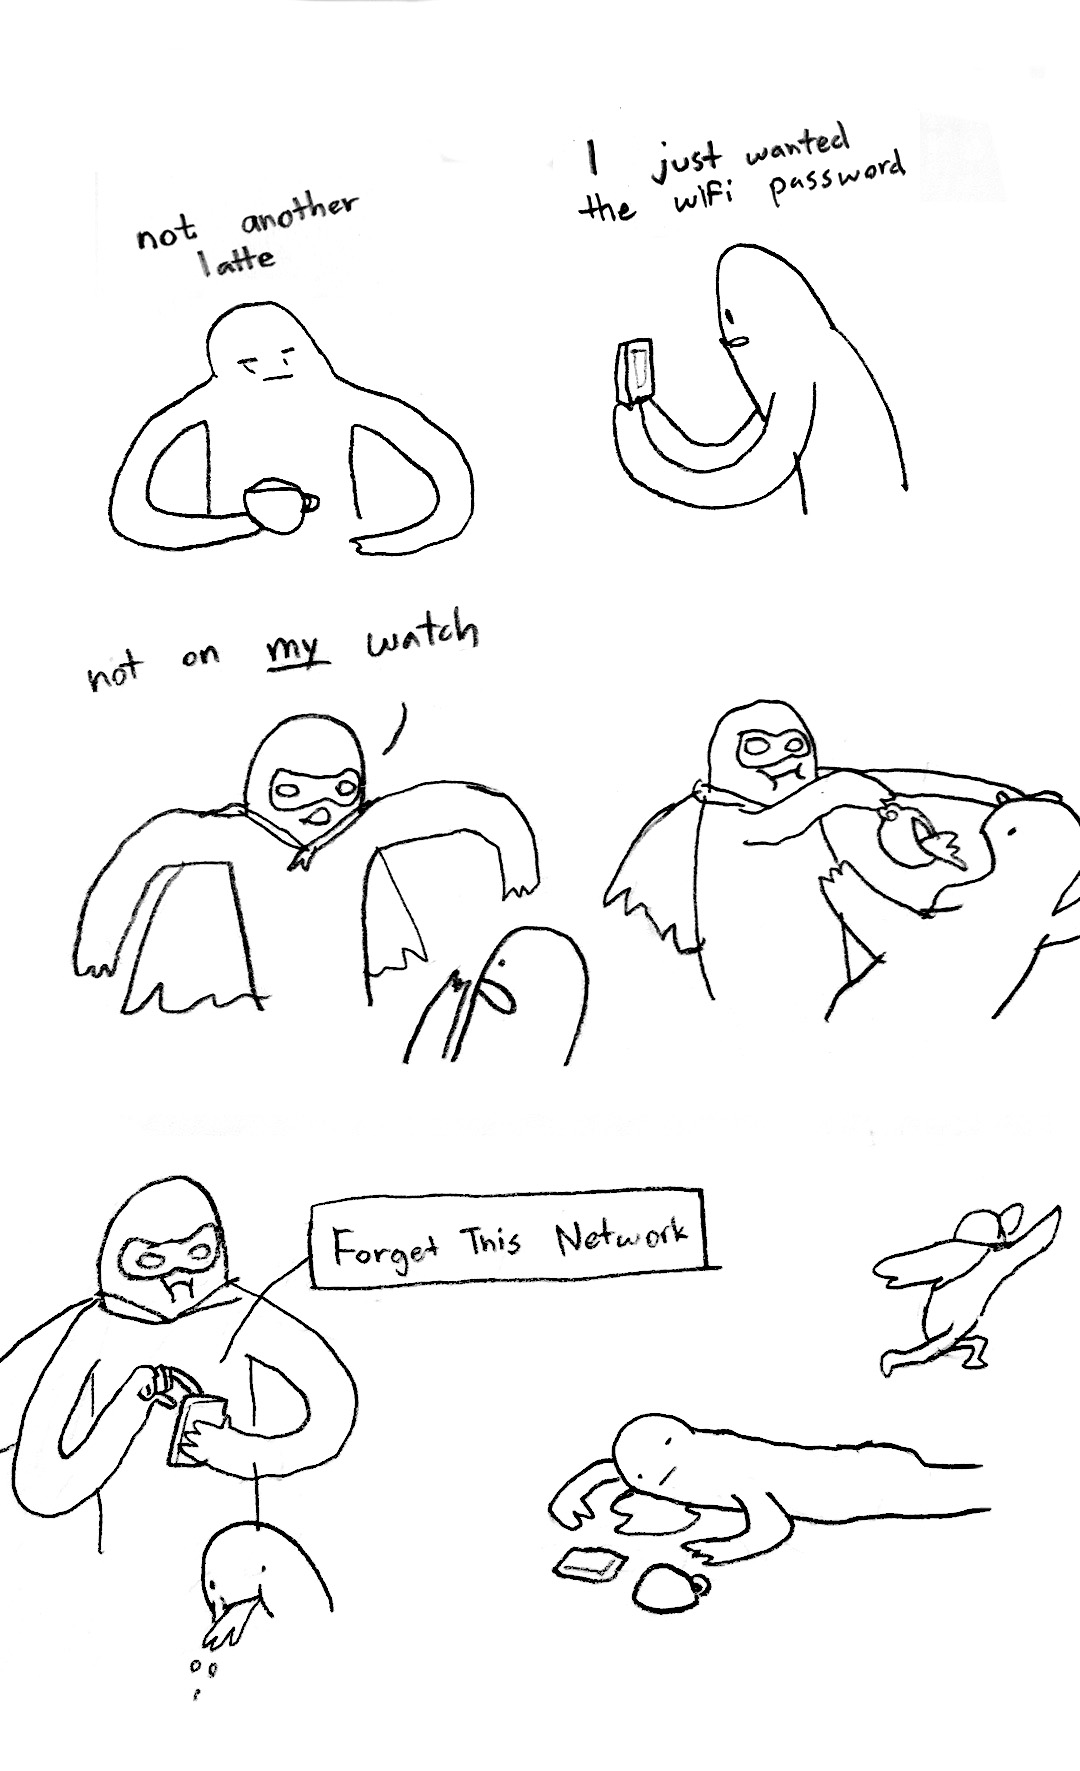 not another
latte
I just wanted
the wifi password
not on my watch
Forget This Network